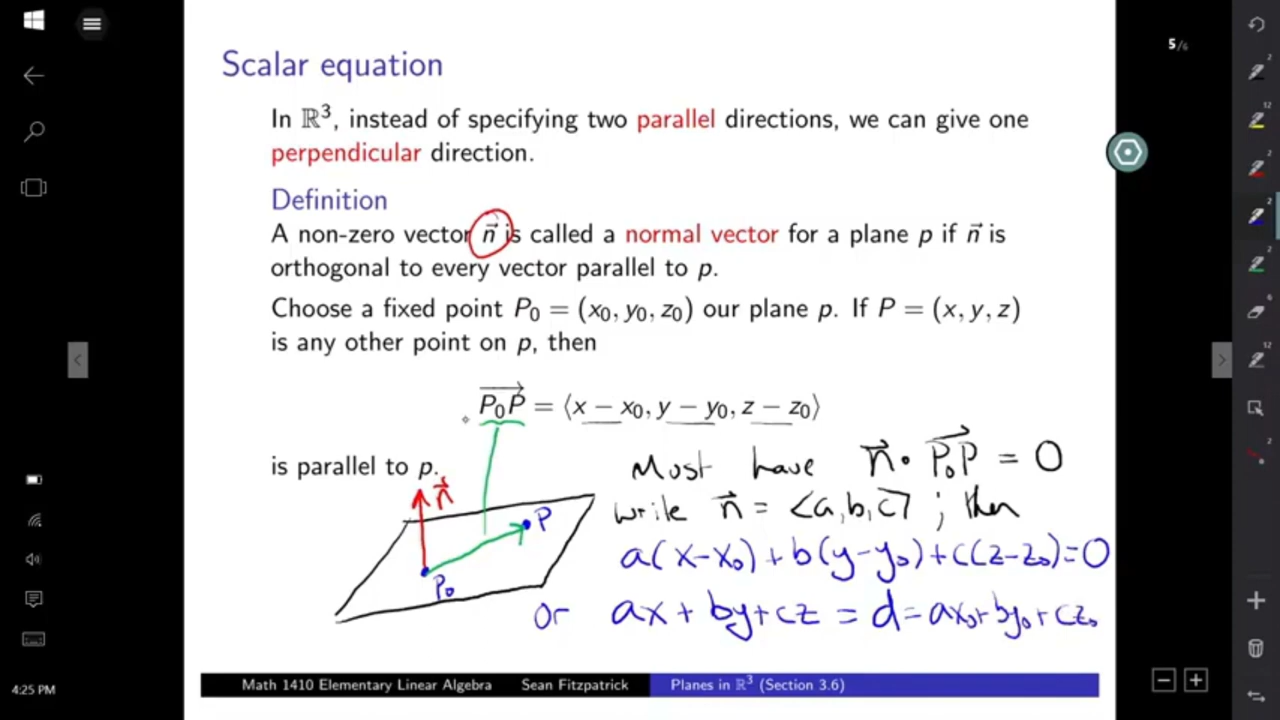 5/6
Scalar equation
In ℝ³, instead of specifying two parallel directions, we can give one
perpendicular direction.
Definition
A non-zero vector n⃗ is called a normal vector for a plane p if n⃗ is
orthogonal to every vector parallel to p.
Choose a fixed point P₀ = (x₀, y₀, z₀) our plane p. If P = (x, y, z)
is any other point on p, then
P₀P⃗ = ⟨x − x₀, y − y₀, z − z₀⟩
is parallel to p.
Must have n⃗ • P₀P⃗ = 0
write n⃗ = <a,b,c> ; then
a(x-x₀) + b(y-y₀) + c(z-z₀) = 0
or ax + by + cz = d = ax₀ + by₀ + cz₀
n⃗
P
P₀
Math 1410 Elementary Linear Algebra Sean Fitzpatrick Planes in ℝ³ (Section 3.6)
4:25 PM